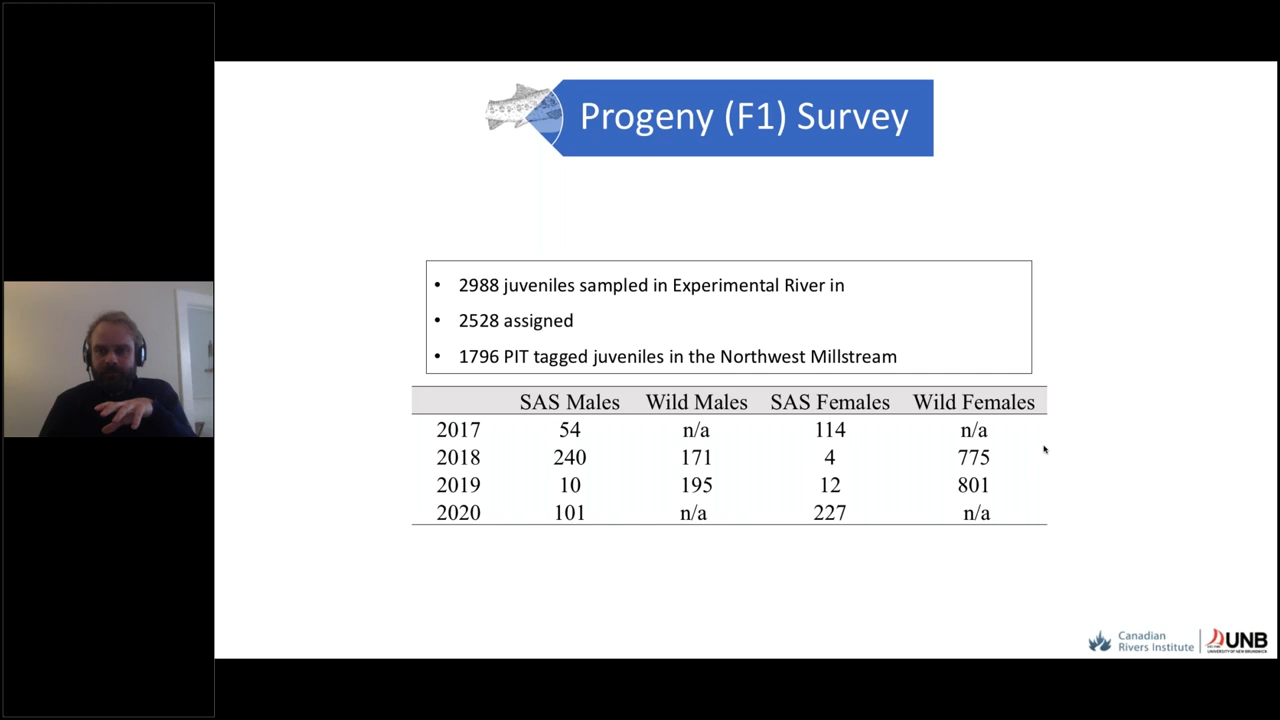 Progeny (F1) Survey
• 2988 juveniles sampled in Experimental River in
• 2528 assigned
• 1796 PIT tagged juveniles in the Northwest Millstream
SAS Males Wild Males SAS Females Wild Females
2017 54 n/a 114 n/a
2018 240 171 4 775
2019 10 195 12 801
2020 101 n/a 227 n/a
Canadian
Rivers Institute
UNB
UNIVERSITY OF NEW BRUNSWICK